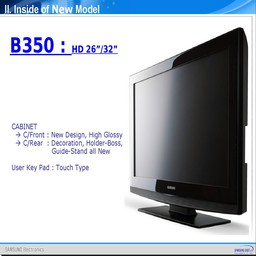 II. Inside of New Model
B350 : HD 26”/32”
CABINET
→ C/Front : New Design, High Glossy
→ C/Rear : Decoration, Holder-Boss,
Guide-Stand all New
User Key Pad : Touch Type
SAMSUNG
SAMSUNG Electronics